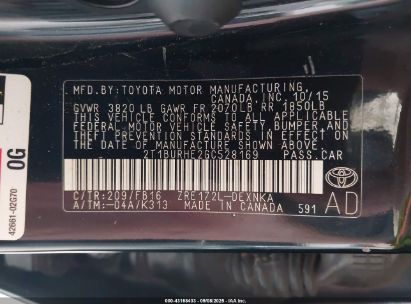 MFD.BY:TOYOTA MOTOR MANUFACTURING,
CANADA, INC. 10/15
GVWR 3820 LB GAWR FR 2070LB RR 1850LB
THIS VEHICLE CONFORMS TO ALL APPLICABLE
FEDERAL MOTOR VEHICLE SAFETY, BUMPER, AND
THEFT PREVENTION STANDARDS IN EFFECT ON
THE DATE OF MANUFACTURE SHOWN ABOVE.
2T1BURHE2GC528169 PASS.CAR
C/TR:209/FB16 ZRE172L-DEXNKA
A/TM:-04A/K313 MADE IN CANADA 591
AD
0G
42661-02G70